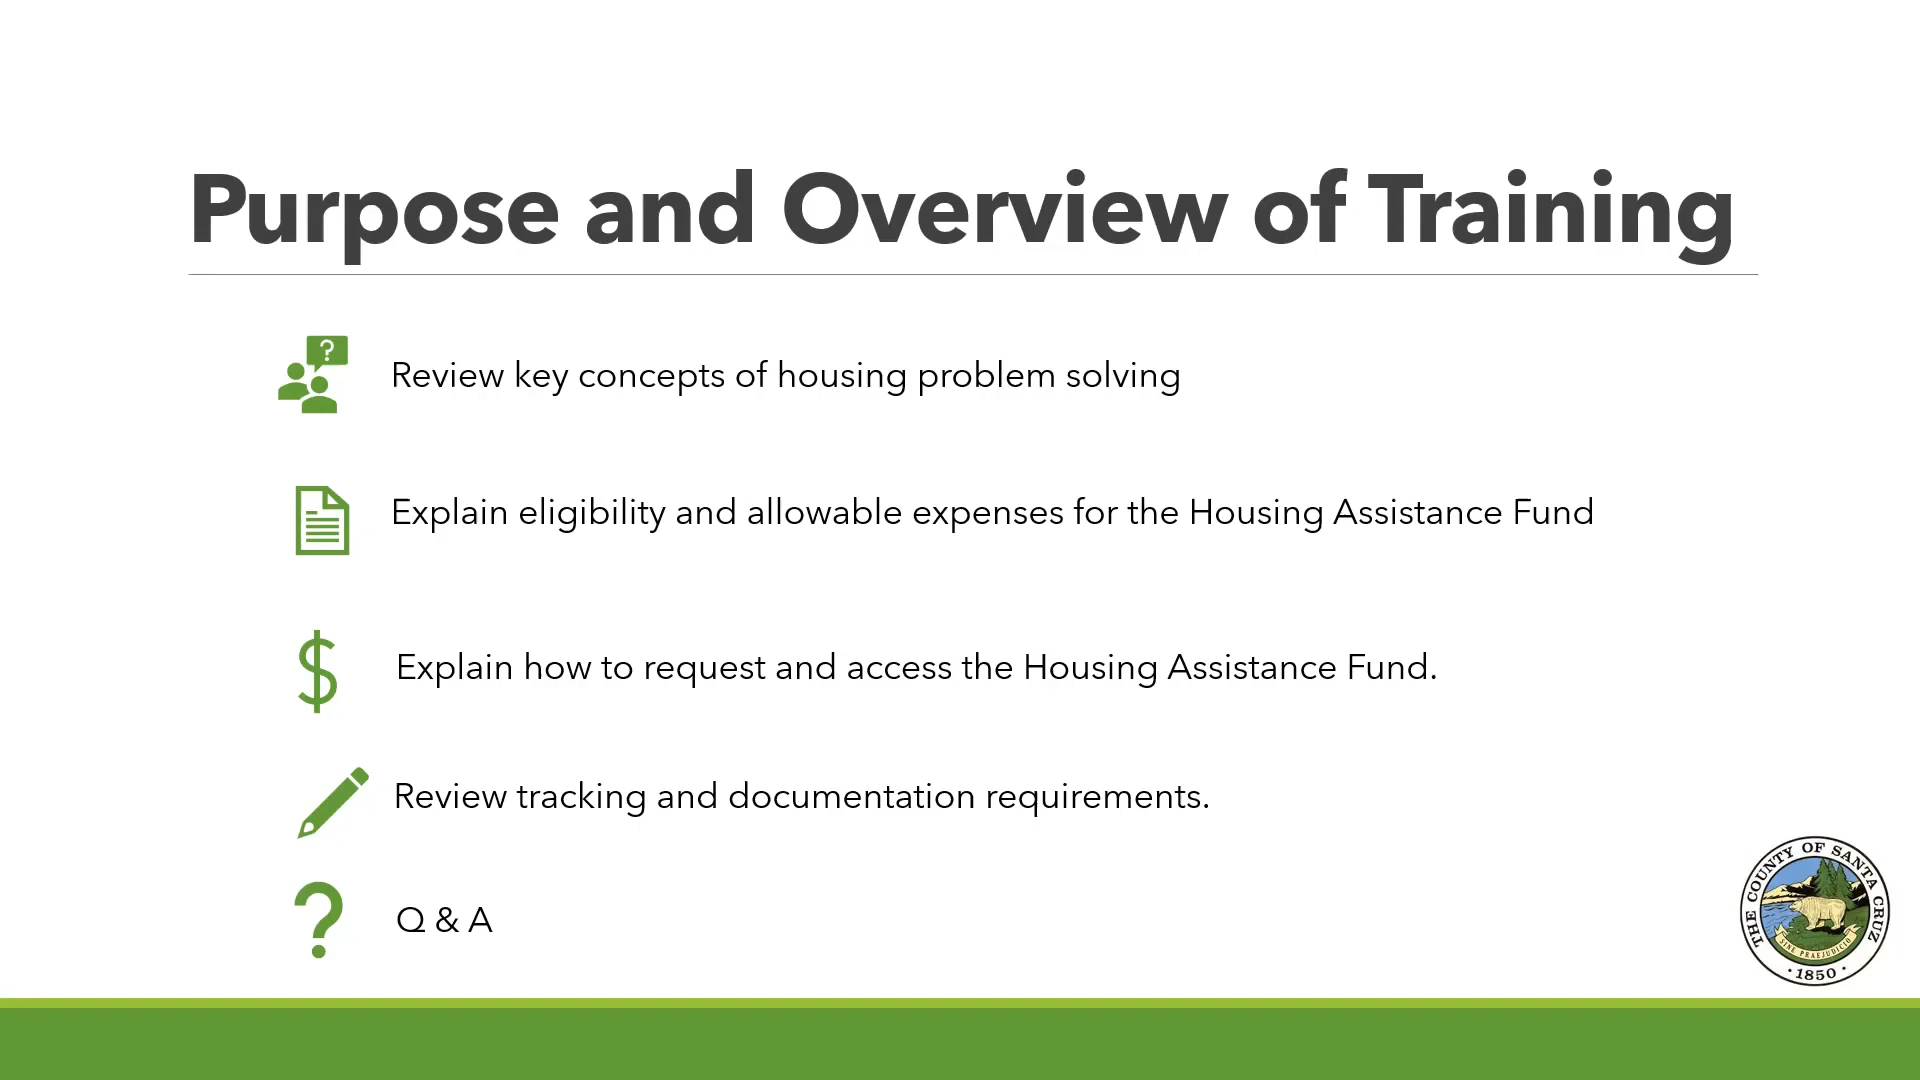 Purpose and Overview of Training
?
Review key concepts of housing problem solving
Explain eligibility and allowable expenses for the Housing Assistance Fund
$
Explain how to request and access the Housing Assistance Fund.
Review tracking and documentation requirements.
?
Q & A
THE COUNTY OF SANTA CRUZ
SINE PRAEJUDICIO
· 1850 ·